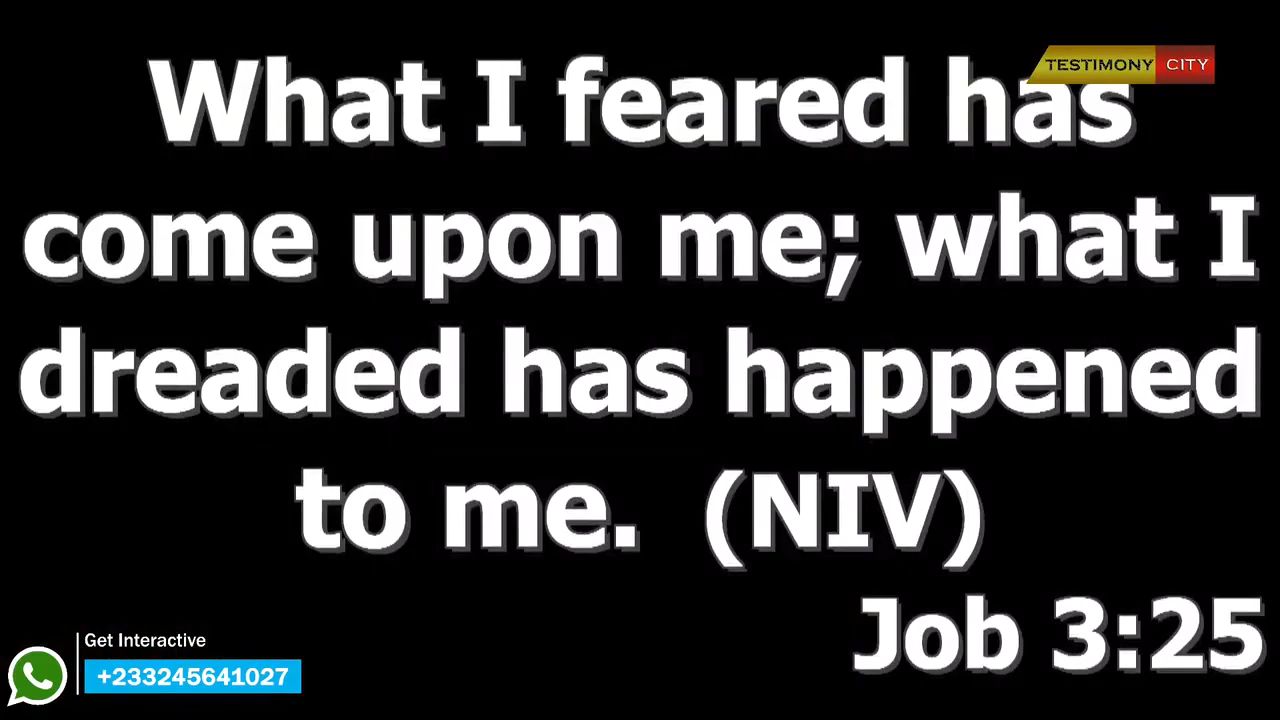 TESTIMONY CITY
What I feared has
come upon me; what I
dreaded has happened
to me. (NIV)
Job 3:25
Get Interactive
+233245641027